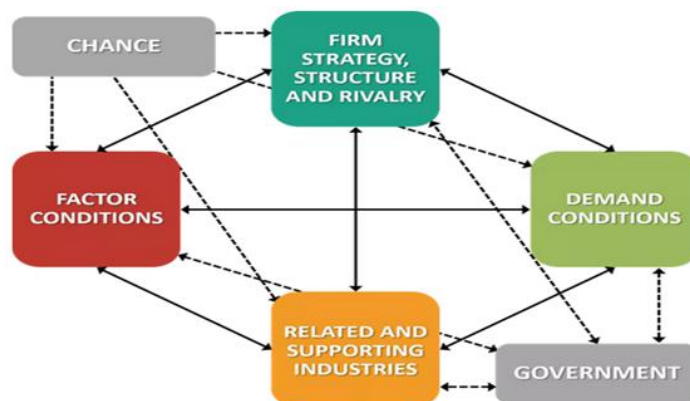 CHANCE
FIRM
STRATEGY,
STRUCTURE
AND RIVALRY
FACTOR
CONDITIONS
DEMAND
CONDITIONS
RELATED AND
SUPPORTING
INDUSTRIES
GOVERNMENT